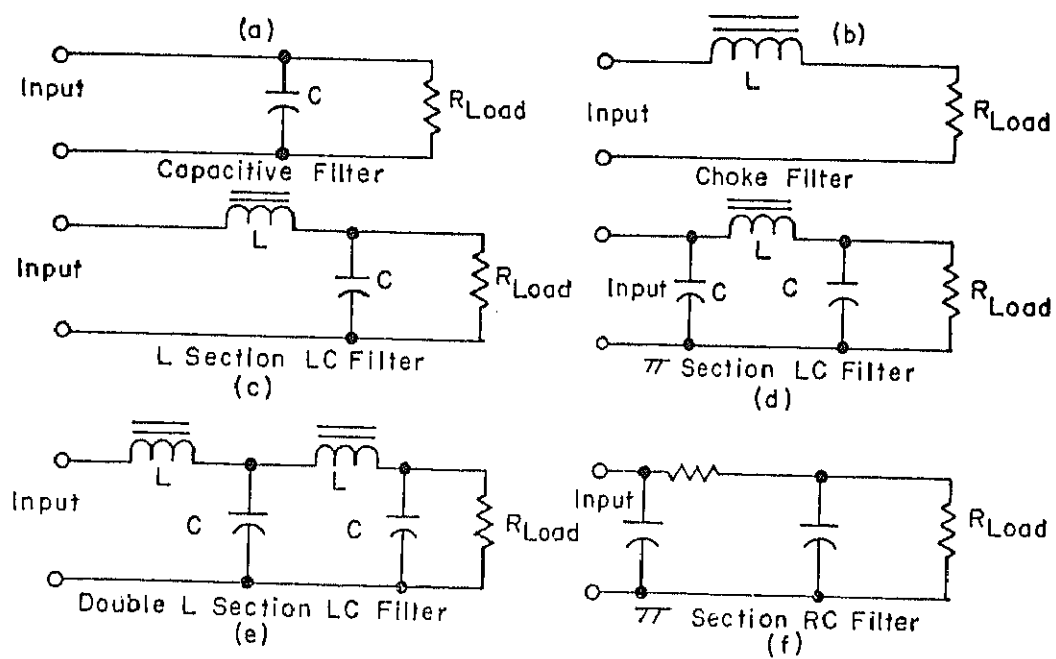 (a)
Input
C
RLoad
Capacitive Filter
(b)
L
Input
RLoad
Choke Filter
L
Input
C
RLoad
L Section LC Filter
(c)
L
Input
C
C
RLoad
π Section LC Filter
(d)
L
L
Input
C
C
RLoad
Double L Section LC Filter
(e)
Input
RLoad
π Section RC Filter
(f)